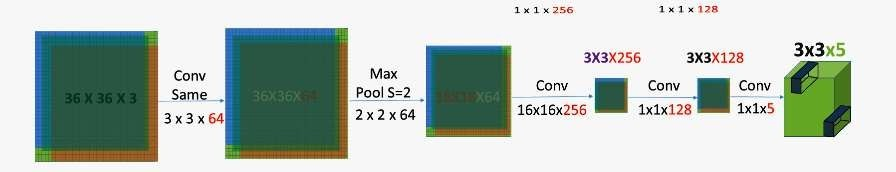 1 x 1 x 256
1 x 1 x 128
36 X 36 X 3
Conv
Same
3 x 3 x 64
36X36X64
Max
Pool S=2
2 x 2 x 64
18X18X64
Conv
16x16x256
3X3X256
Conv
1x1x128
3X3X128
Conv
1x1x5
3x3x5